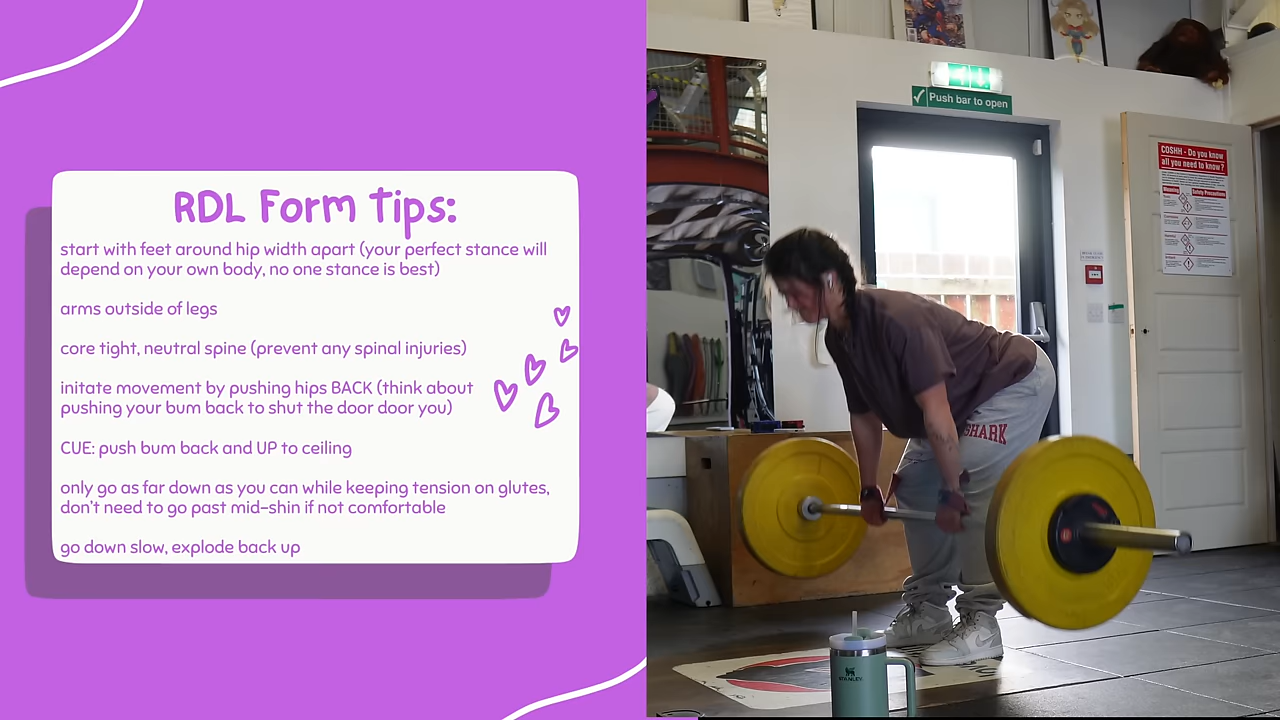 RDL Form Tips:
start with feet around hip width apart (your perfect stance will
depend on your own body, no one stance is best)
arms outside of legs
core tight, neutral spine (prevent any spinal injuries)
initate movement by pushing hips BACK (think about
pushing your bum back to shut the door door you)
CUE: push bum back and UP to ceiling
only go as far down as you can while keeping tension on glutes,
don't need to go past mid-shin if not comfortable
go down slow, explode back up
Push bar to open
COSHH - Do you know
all you need to know?
Meaning
Safety Precautions
SHARK
STANLEY